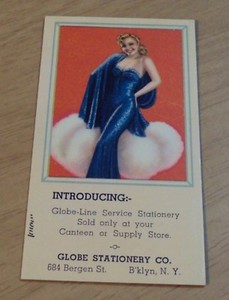 INTRODUCING:-
Globe-Line Service Stationery
Sold only at your
Canteen or Supply Store.
-o-
GLOBE STATIONERY CO.
684 Bergen St. B'klyn, N. Y.